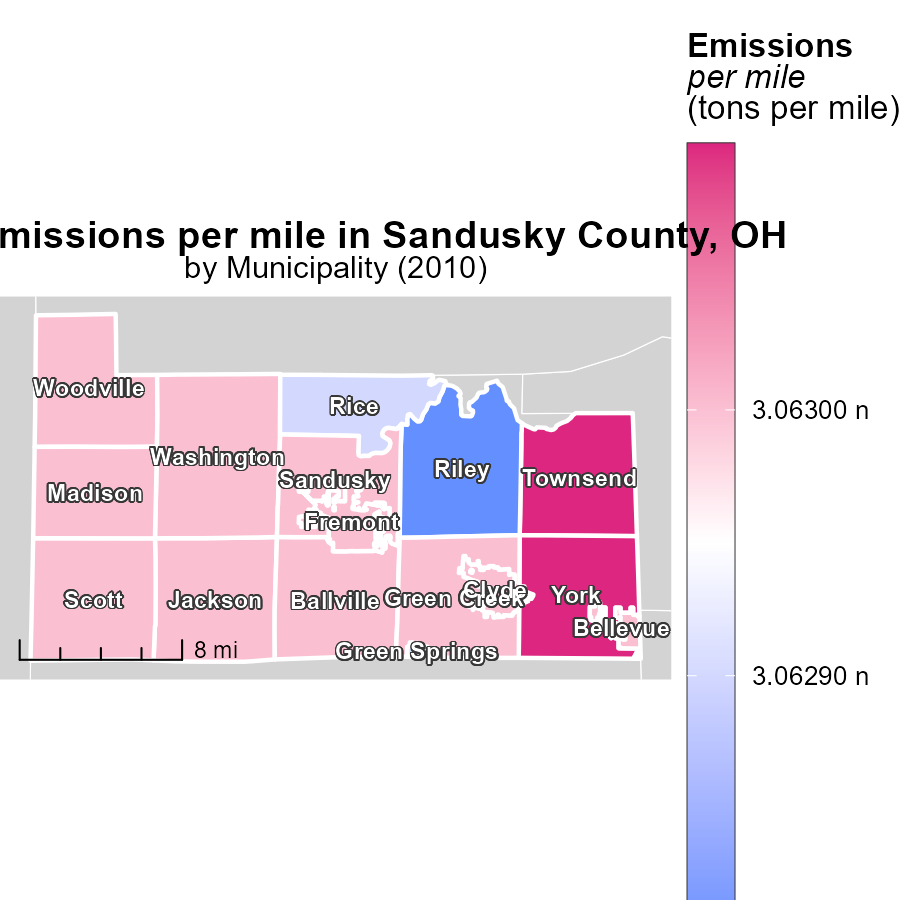 Emissions
per mile
(tons per mile)
missions per mile in Sandusky County, OH
by Municipality (2010)
Woodville
Rice
3.06300 n
Washington
Riley
Sandusky
Townsend
Madison
Fremont
Clyde
York
Scott
Jackson
Ballville
Green Creek
Bellevue
8 mi
Green Springs
3.06290 n